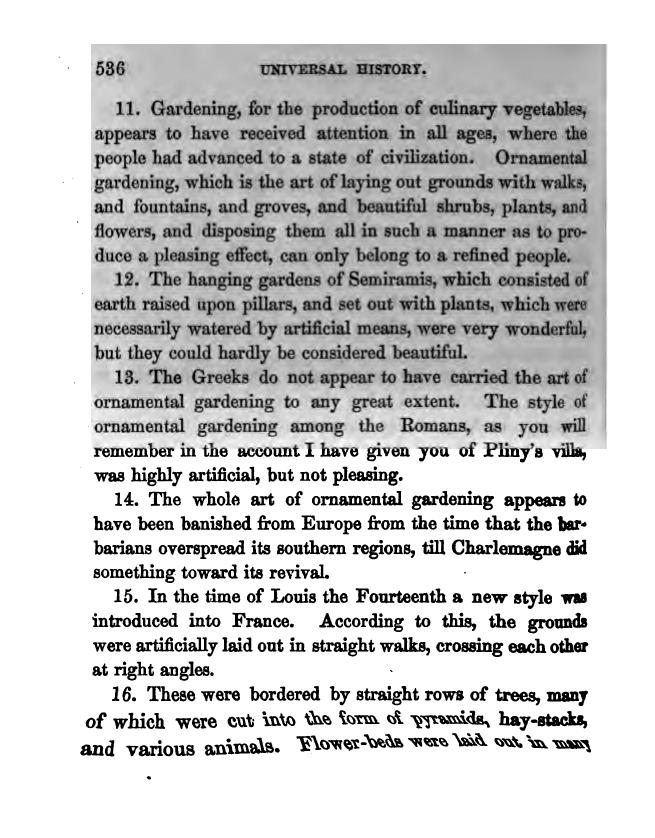 536 UNIVERSAL HISTORY.
11. Gardening, for the production of culinary vegetables,
appears to have received attention in all ages, where the
people had advanced to a state of civilization. Ornamental
gardening, which is the art of laying out grounds with walks,
and fountains, and groves, and beautiful shrubs, plants, and
flowers, and disposing them all in such a manner as to pro-
duce a pleasing effect, can only belong to a refined people.
12. The hanging gardens of Semiramis, which consisted of
earth raised upon pillars, and set out with plants, which were
necessarily watered by artificial means, were very wonderful,
but they could hardly be considered beautiful.
13. The Greeks do not appear to have carried the art of
ornamental gardening to any great extent. The style of
ornamental gardening among the Romans, as you will
remember in the account I have given you of Pliny's villa,
was highly artificial, but not pleasing.
14. The whole art of ornamental gardening appears to
have been banished from Europe from the time that the bar-
barians overspread its southern regions, till Charlemagne did
something toward its revival.
15. In the time of Louis the Fourteenth a new style was
introduced into France. According to this, the grounds
were artificially laid out in straight walks, crossing each other
at right angles.
16. These were bordered by straight rows of trees, many
of which were cut into the form of pyramids, hay-stacks,
and various animals. Flower-beds were laid out in many